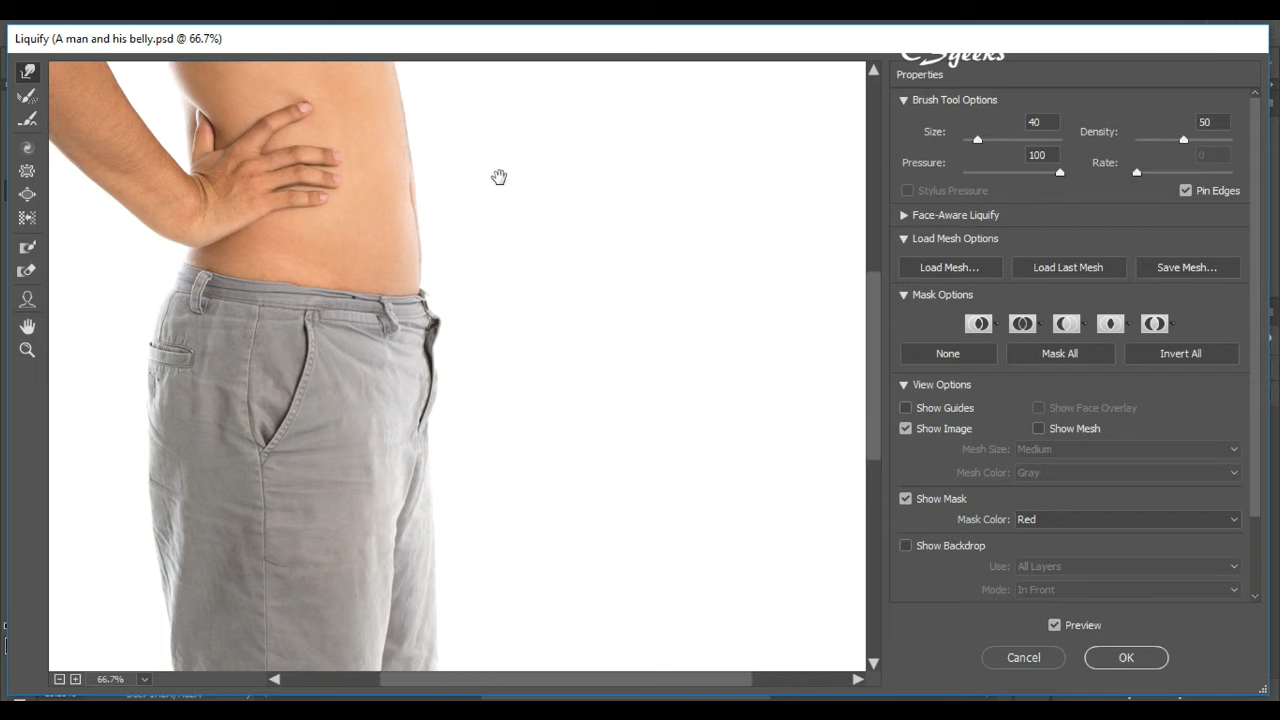 Liquify (A man and his belly.psd @ 66.7%)
Properties
Brush Tool Options
Size: 40
Density: 50
Pressure: 100
Rate: 0
Stylus Pressure
Pin Edges
Face-Aware Liquify
Load Mesh Options
Load Mesh...
Load Last Mesh
Save Mesh...
Mask Options
None
Mask All
Invert All
View Options
Show Guides
Show Face Overlay
Show Image
Show Mesh
Mesh Size: Medium
Mesh Color: Gray
Show Mask
Mask Color: Red
Show Backdrop
Use: All Layers
Mode: In Front
Preview
Cancel
OK
66.7%